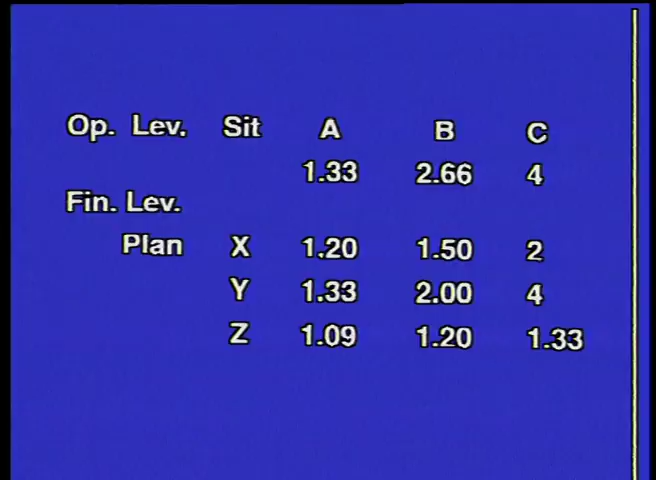 Op. Lev. Sit A B C
1.33 2.66 4
Fin. Lev.
Plan X 1.20 1.50 2
Y 1.33 2.00 4
Z 1.09 1.20 1.33